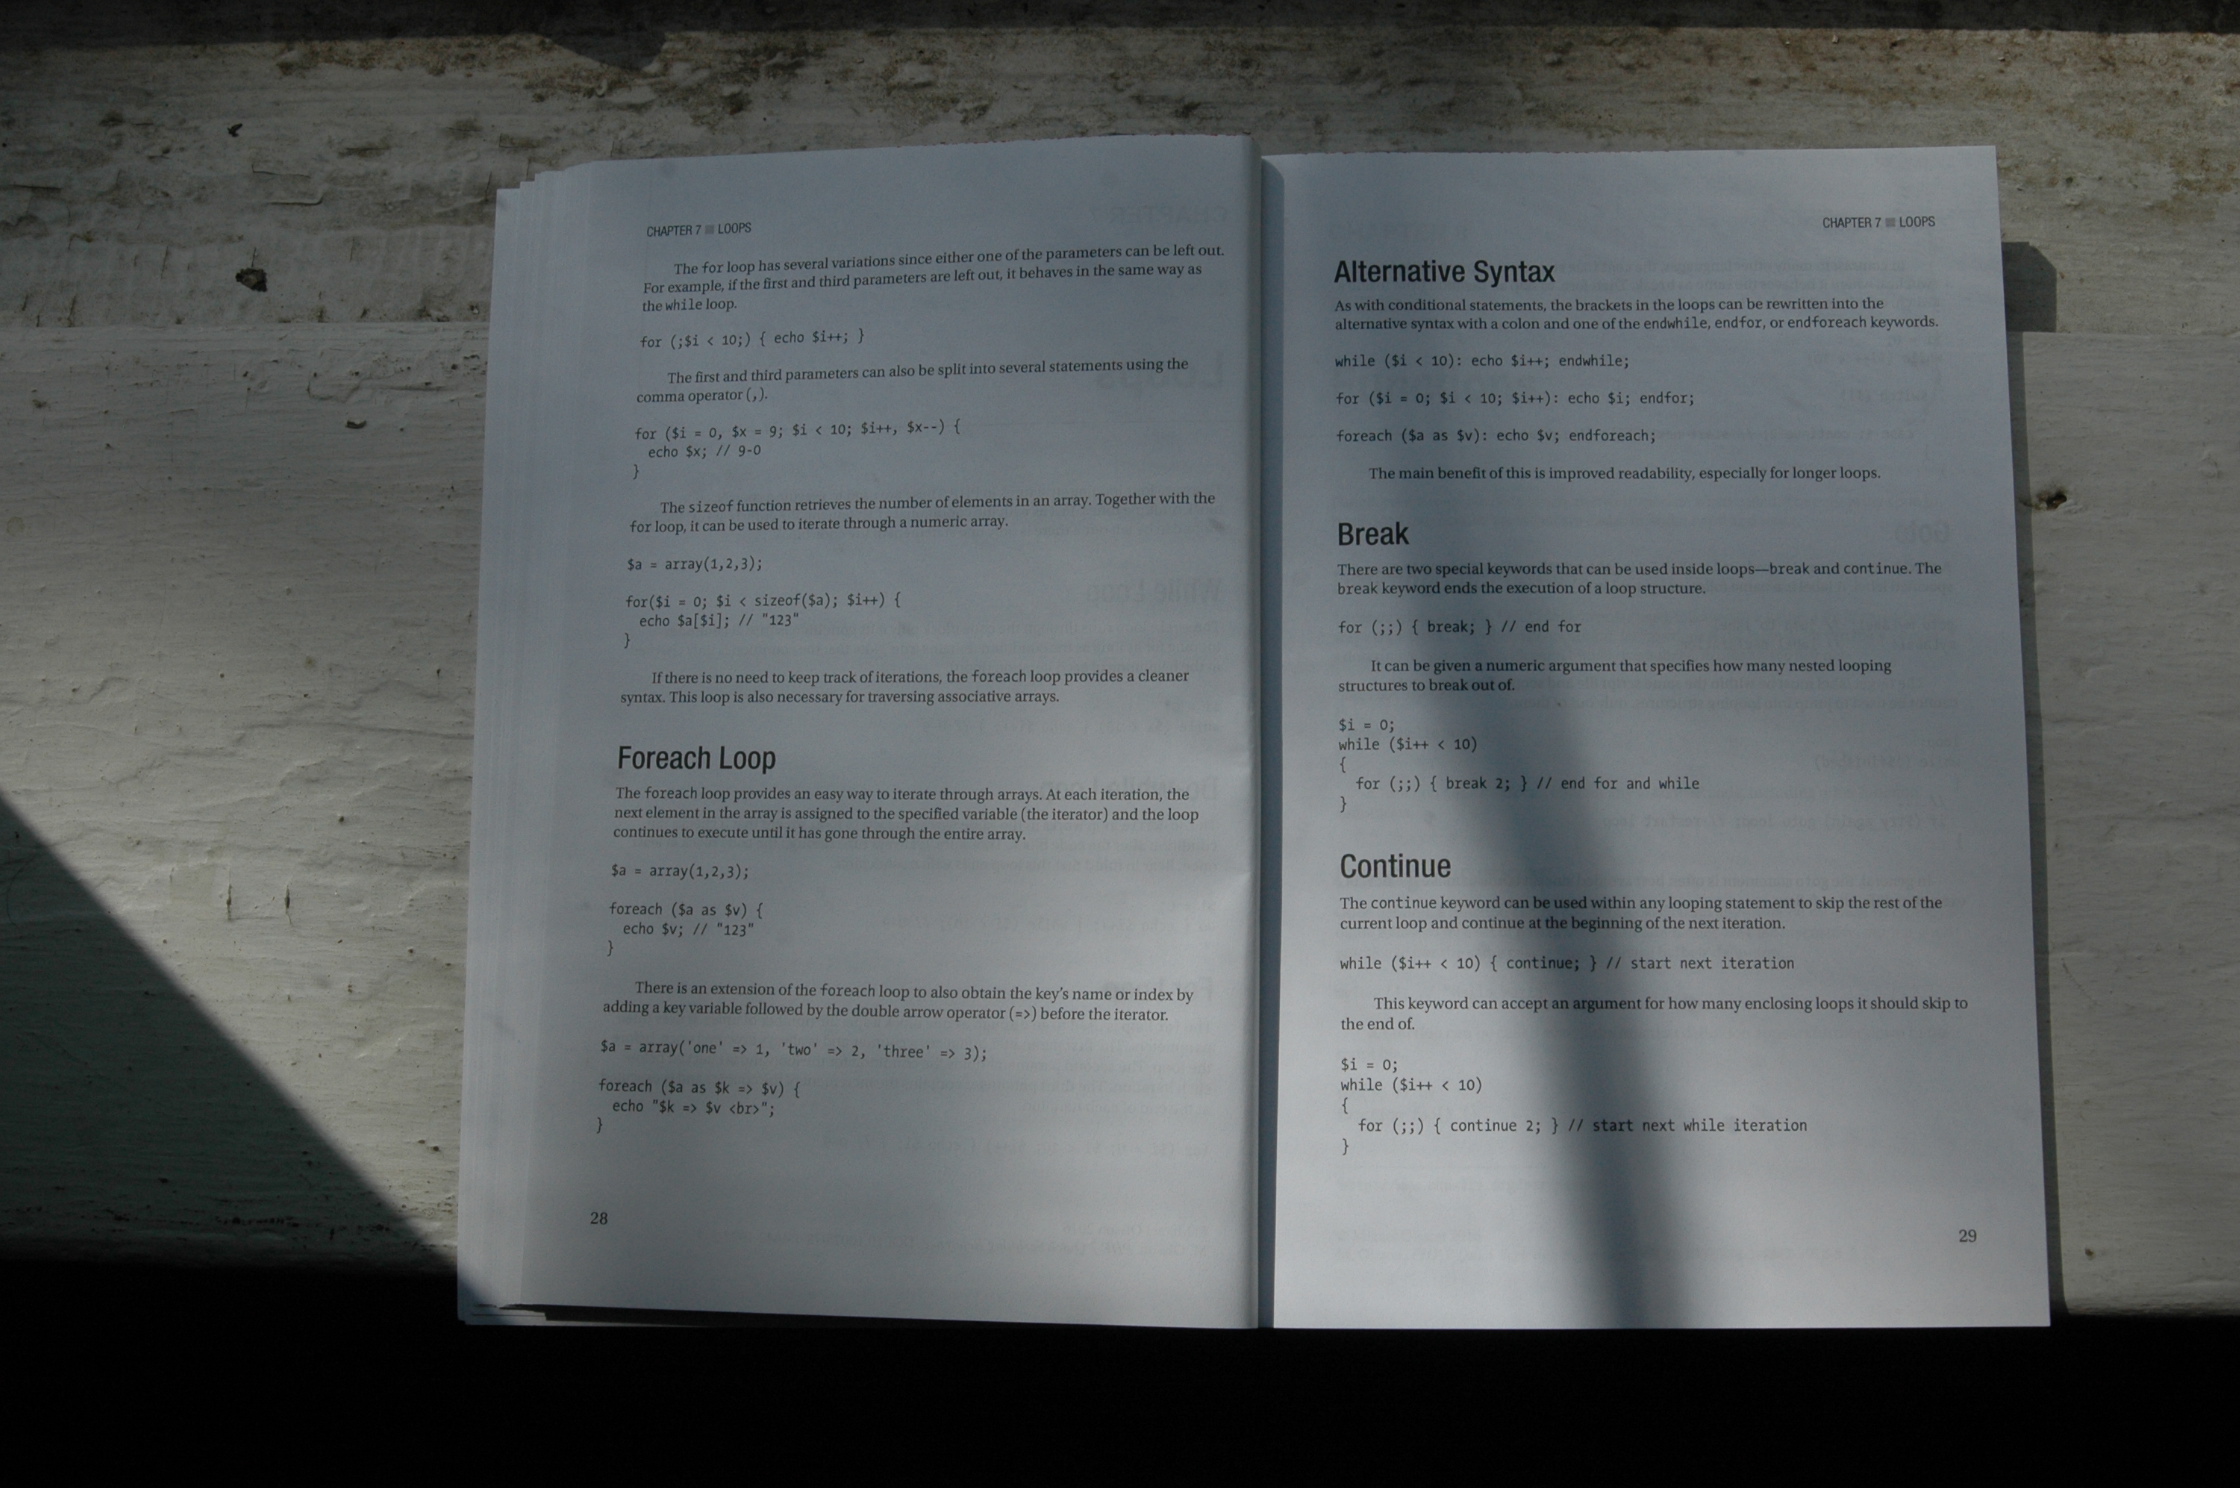 CHAPTER 7 ■ LOOPS
The for loop has several variations since either one of the parameters can be left out.
For example, if the first and third parameters are left out, it behaves in the same way as
the while loop.
for (;$i < 10;) { echo $i++; }
The first and third parameters can also be split into several statements using the
comma operator (,).
for ($i = 0, $x = 9; $i < 10; $i++, $x--) {
echo $x; // 9-0
}
The sizeof function retrieves the number of elements in an array. Together with the
for loop, it can be used to iterate through a numeric array.
$a = array(1,2,3);
for($i = 0; $i < sizeof($a); $i++) {
echo $a[$i]; // "123"
}
If there is no need to keep track of iterations, the foreach loop provides a cleaner
syntax. This loop is also necessary for traversing associative arrays.
Foreach Loop
The foreach loop provides an easy way to iterate through arrays. At each iteration, the
next element in the array is assigned to the specified variable (the iterator) and the loop
continues to execute until it has gone through the entire array.
$a = array(1,2,3);
foreach ($a as $v) {
echo $v; // "123"
}
There is an extension of the foreach loop to also obtain the key's name or index by
adding a key variable followed by the double arrow operator (=>) before the iterator.
$a = array('one' => 1, 'two' => 2, 'three' => 3);
foreach ($a as $k => $v) {
echo "$k => $v <br>";
}
28
CHAPTER 7 ■ LOOPS
Alternative Syntax
As with conditional statements, the brackets in the loops can be rewritten into the
alternative syntax with a colon and one of the endwhile, endfor, or endforeach keywords.
while ($i < 10): echo $i++; endwhile;
for ($i = 0; $i < 10; $i++): echo $i; endfor;
foreach ($a as $v): echo $v; endforeach;
The main benefit of this is improved readability, especially for longer loops.
Break
There are two special keywords that can be used inside loops—break and continue. The
break keyword ends the execution of a loop structure.
for (;;) { break; } // end for
It can be given a numeric argument that specifies how many nested looping
structures to break out of.
$i = 0;
while ($i++ < 10)
{
for (;;) { break 2; } // end for and while
}
Continue
The continue keyword can be used within any looping statement to skip the rest of the
current loop and continue at the beginning of the next iteration.
while ($i++ < 10) { continue; } // start next iteration
This keyword can accept an argument for how many enclosing loops it should skip to
the end of.
$i = 0;
while ($i++ < 10)
{
for (;;) { continue 2; } // start next while iteration
}
29